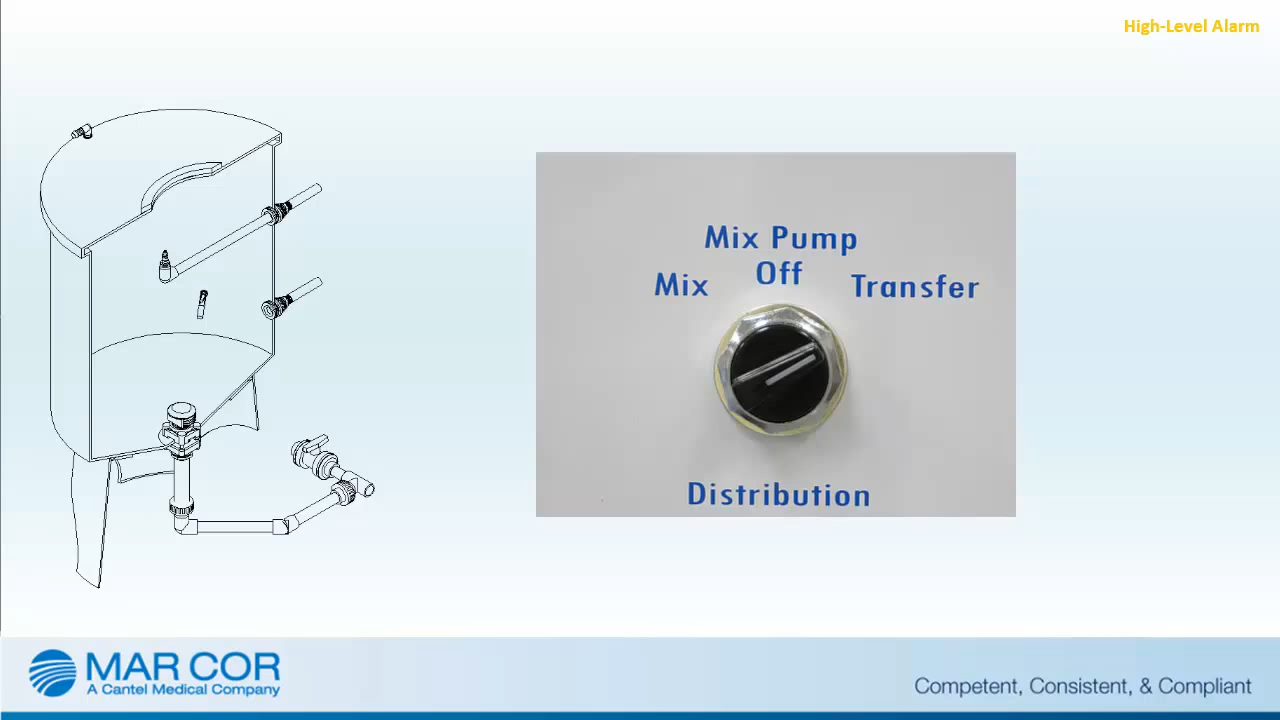 High-Level Alarm
Mix Pump
Off
Mix
Transfer
Distribution
MAR COR
A Cantel Medical Company
Competent, Consistent, & Compliant